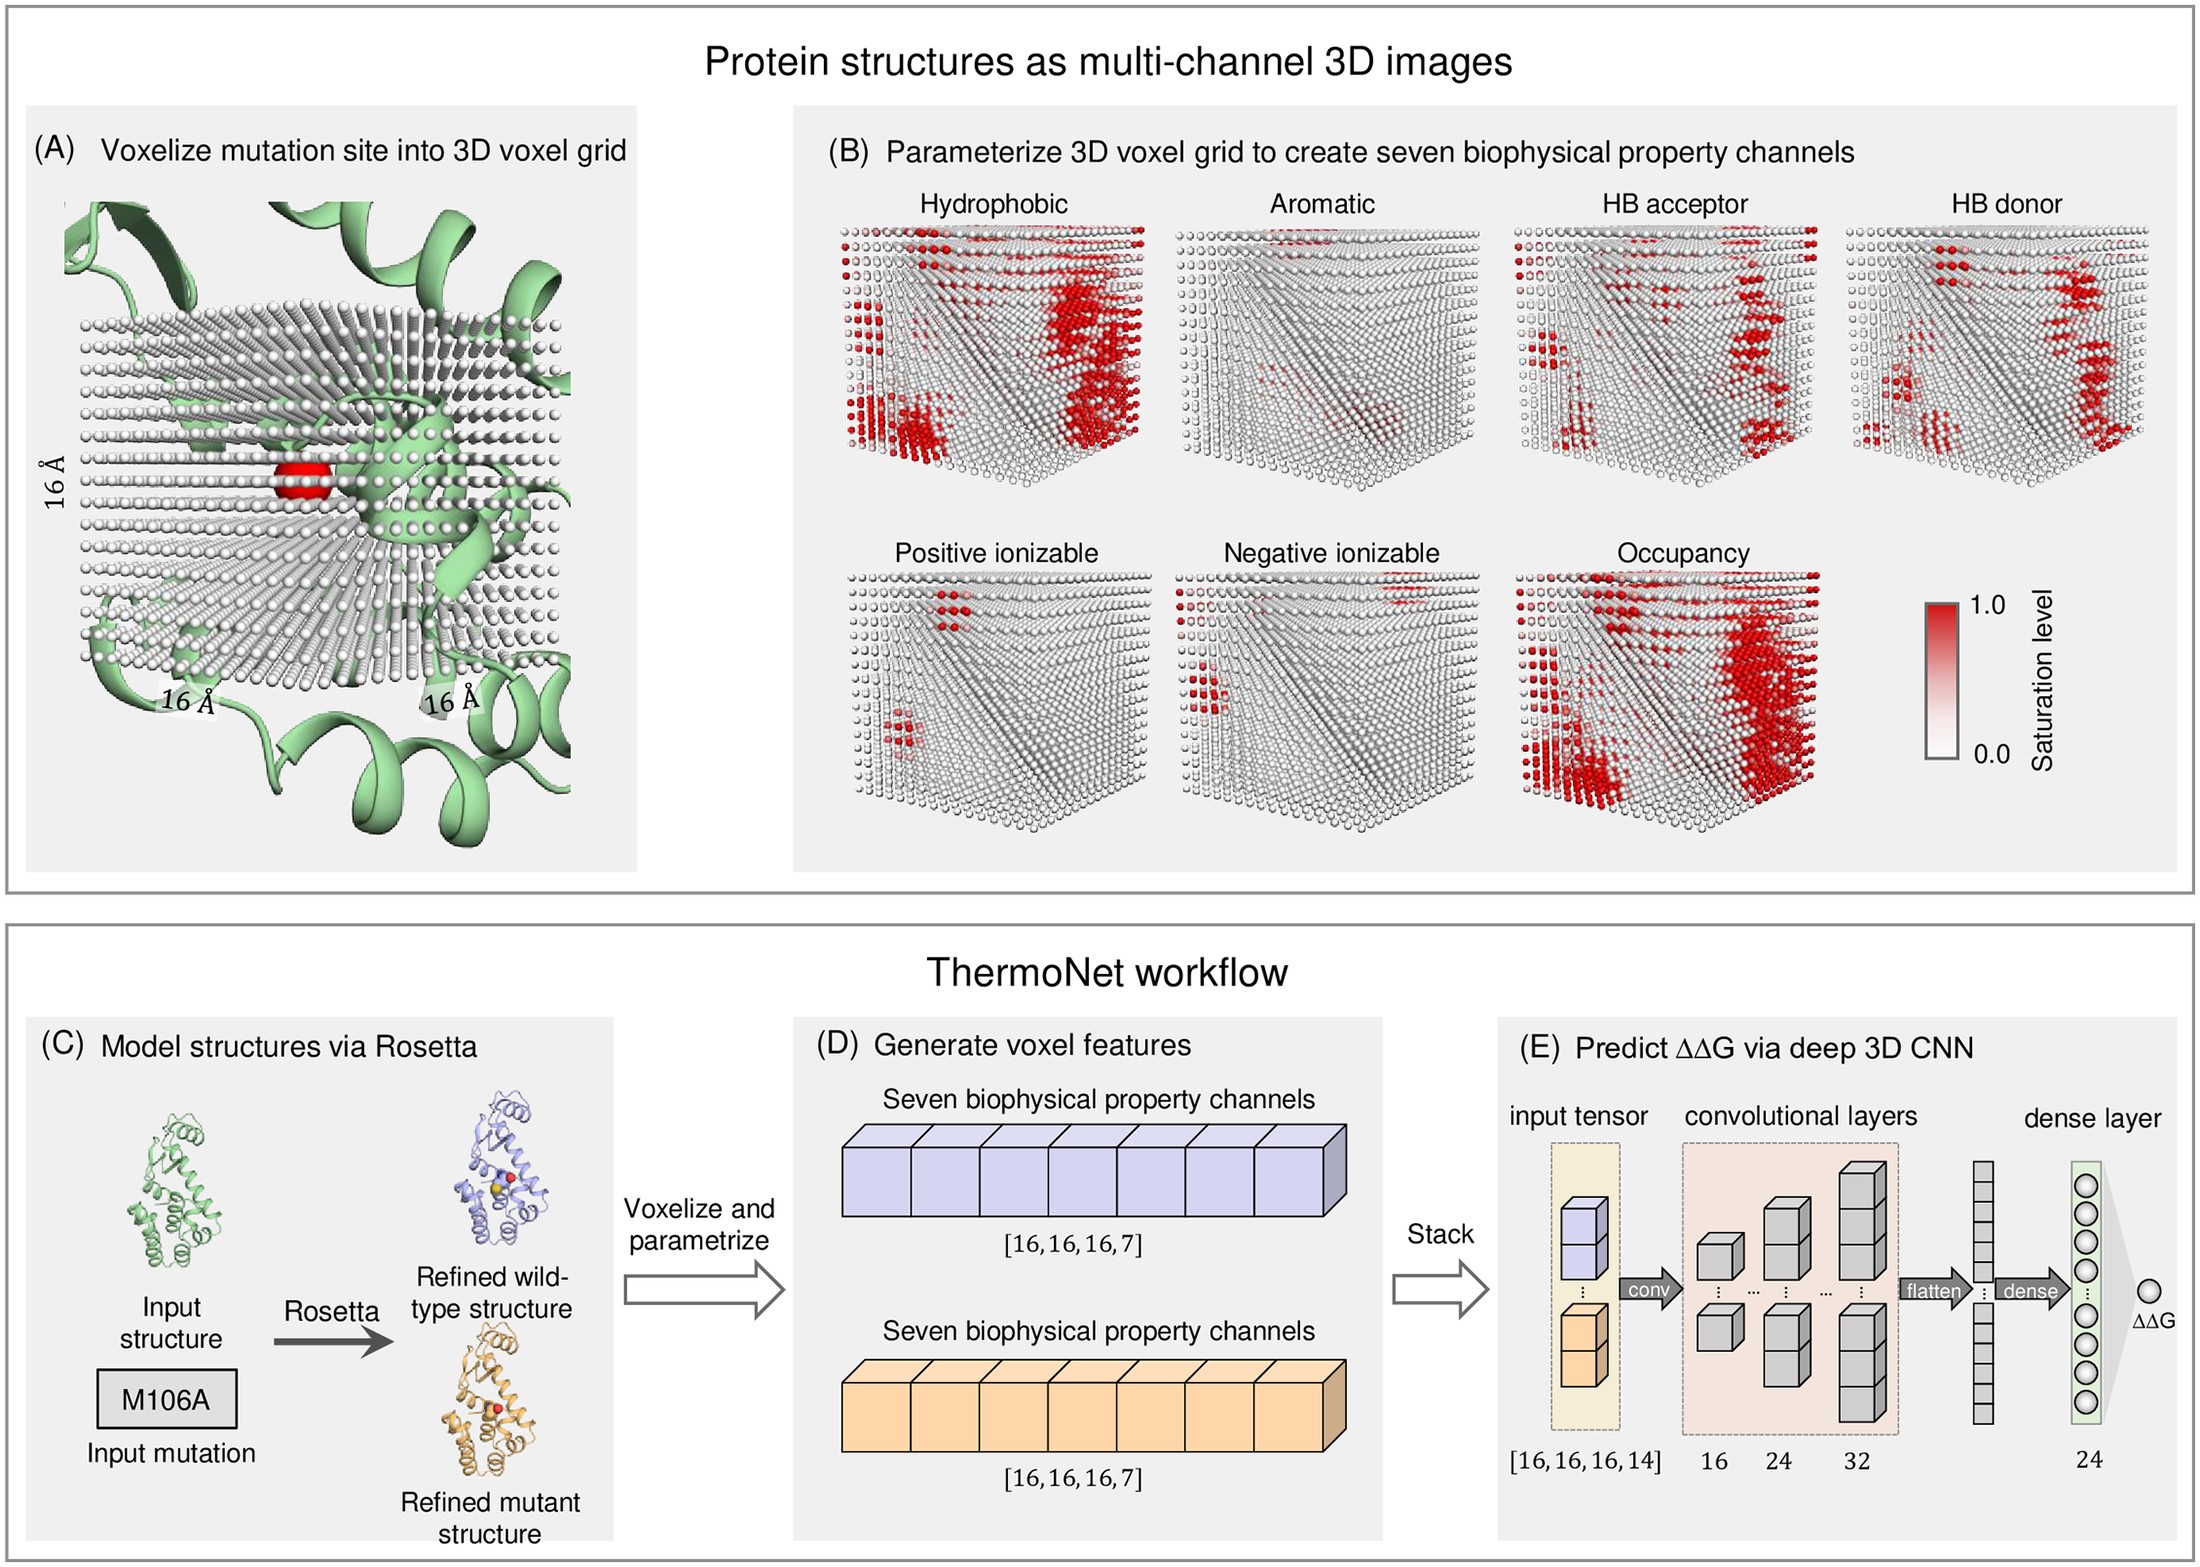 Protein structures as multi-channel 3D images
(A) Voxelize mutation site into 3D voxel grid
16 Å
16 Å
16 Å
(B) Parameterize 3D voxel grid to create seven biophysical property channels
Hydrophobic
Aromatic
HB acceptor
HB donor
Positive ionizable
Negative ionizable
Occupancy
1.0
0.0
Saturation level
ThermoNet workflow
(C) Model structures via Rosetta
Input
structure
M106A
Input mutation
Rosetta
Refined wild-
type structure
Refined mutant
structure
Voxelize and
parametrize
(D) Generate voxel features
Seven biophysical property channels
[16, 16, 16, 7]
Seven biophysical property channels
[16, 16, 16, 7]
Stack
(E) Predict ΔΔG via deep 3D CNN
input tensor
convolutional layers
dense layer
conv
flatten
dense
ΔΔG
[16, 16, 16, 14]
16
24
32
24